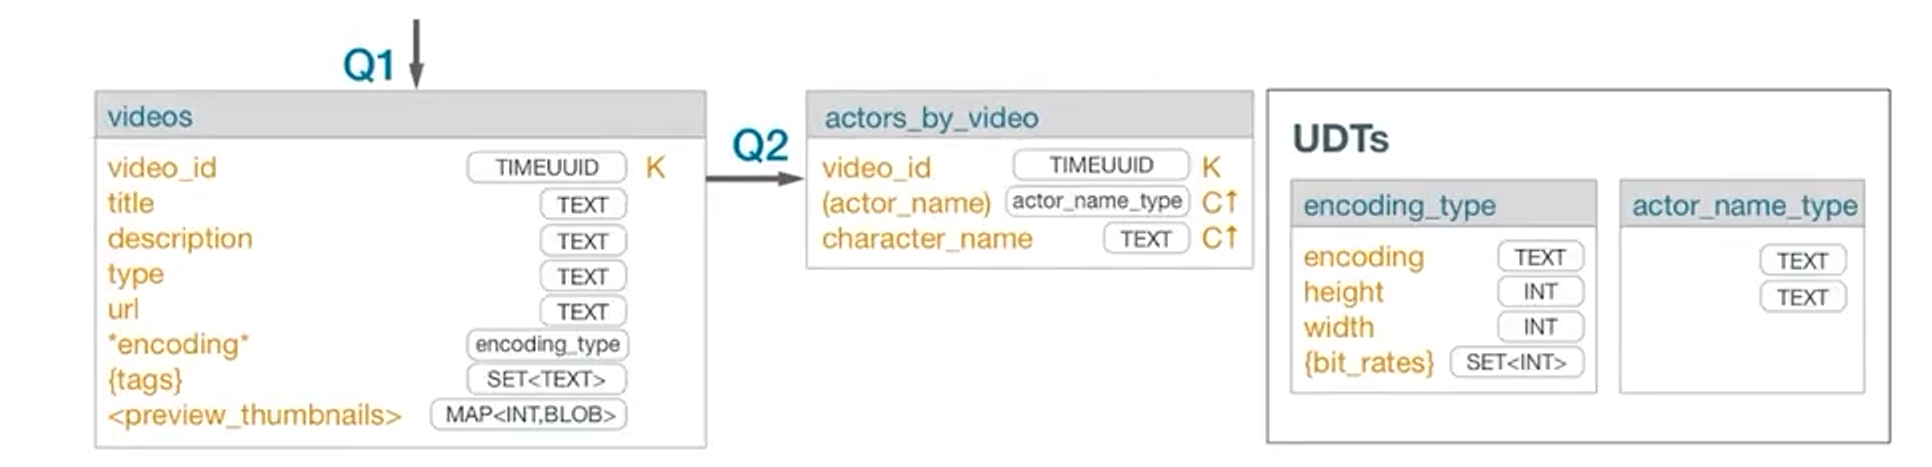 Q1
videos
video_id TIMEUUID K
title TEXT
description TEXT
type TEXT
url TEXT
*encoding* encoding_type
{tags} SET<TEXT>
<preview_thumbnails> MAP<INT,BLOB>
Q2
actors_by_video
video_id TIMEUUID K
(actor_name) actor_name_type C↑
character_name TEXT C↑
UDTs
encoding_type
encoding TEXT
height INT
width INT
{bit_rates} SET<INT>
actor_name_type
TEXT
TEXT